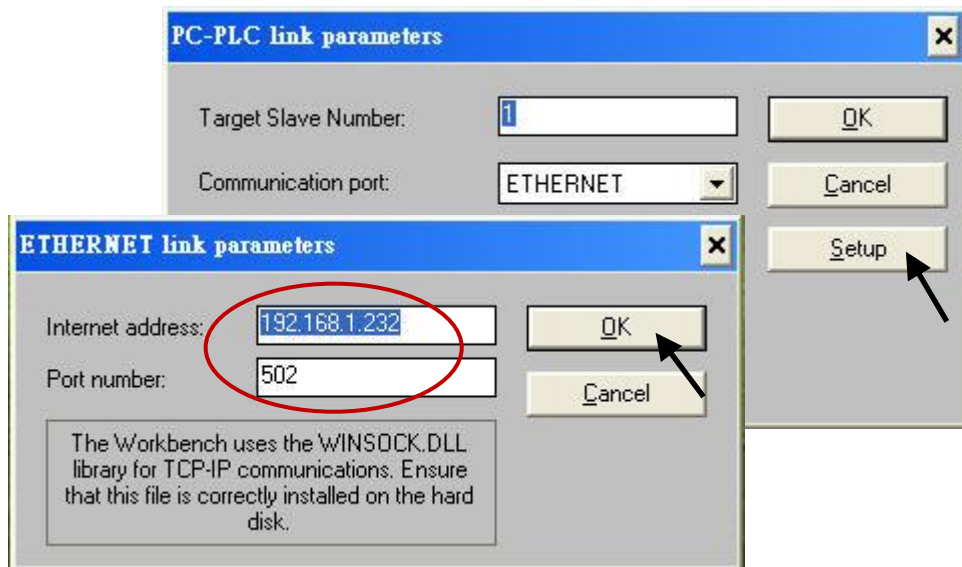 PC-PLC link parameters
Target Slave Number:
1
OK
Communication port:
ETHERNET
Cancel
Setup
ETHERNET link parameters
Internet address:
192.168.1.232
OK
Port number:
502
Cancel
The Workbench uses the WINSOCK.DLL
library for TCP-IP communications. Ensure
that this file is correctly installed on the hard
disk.